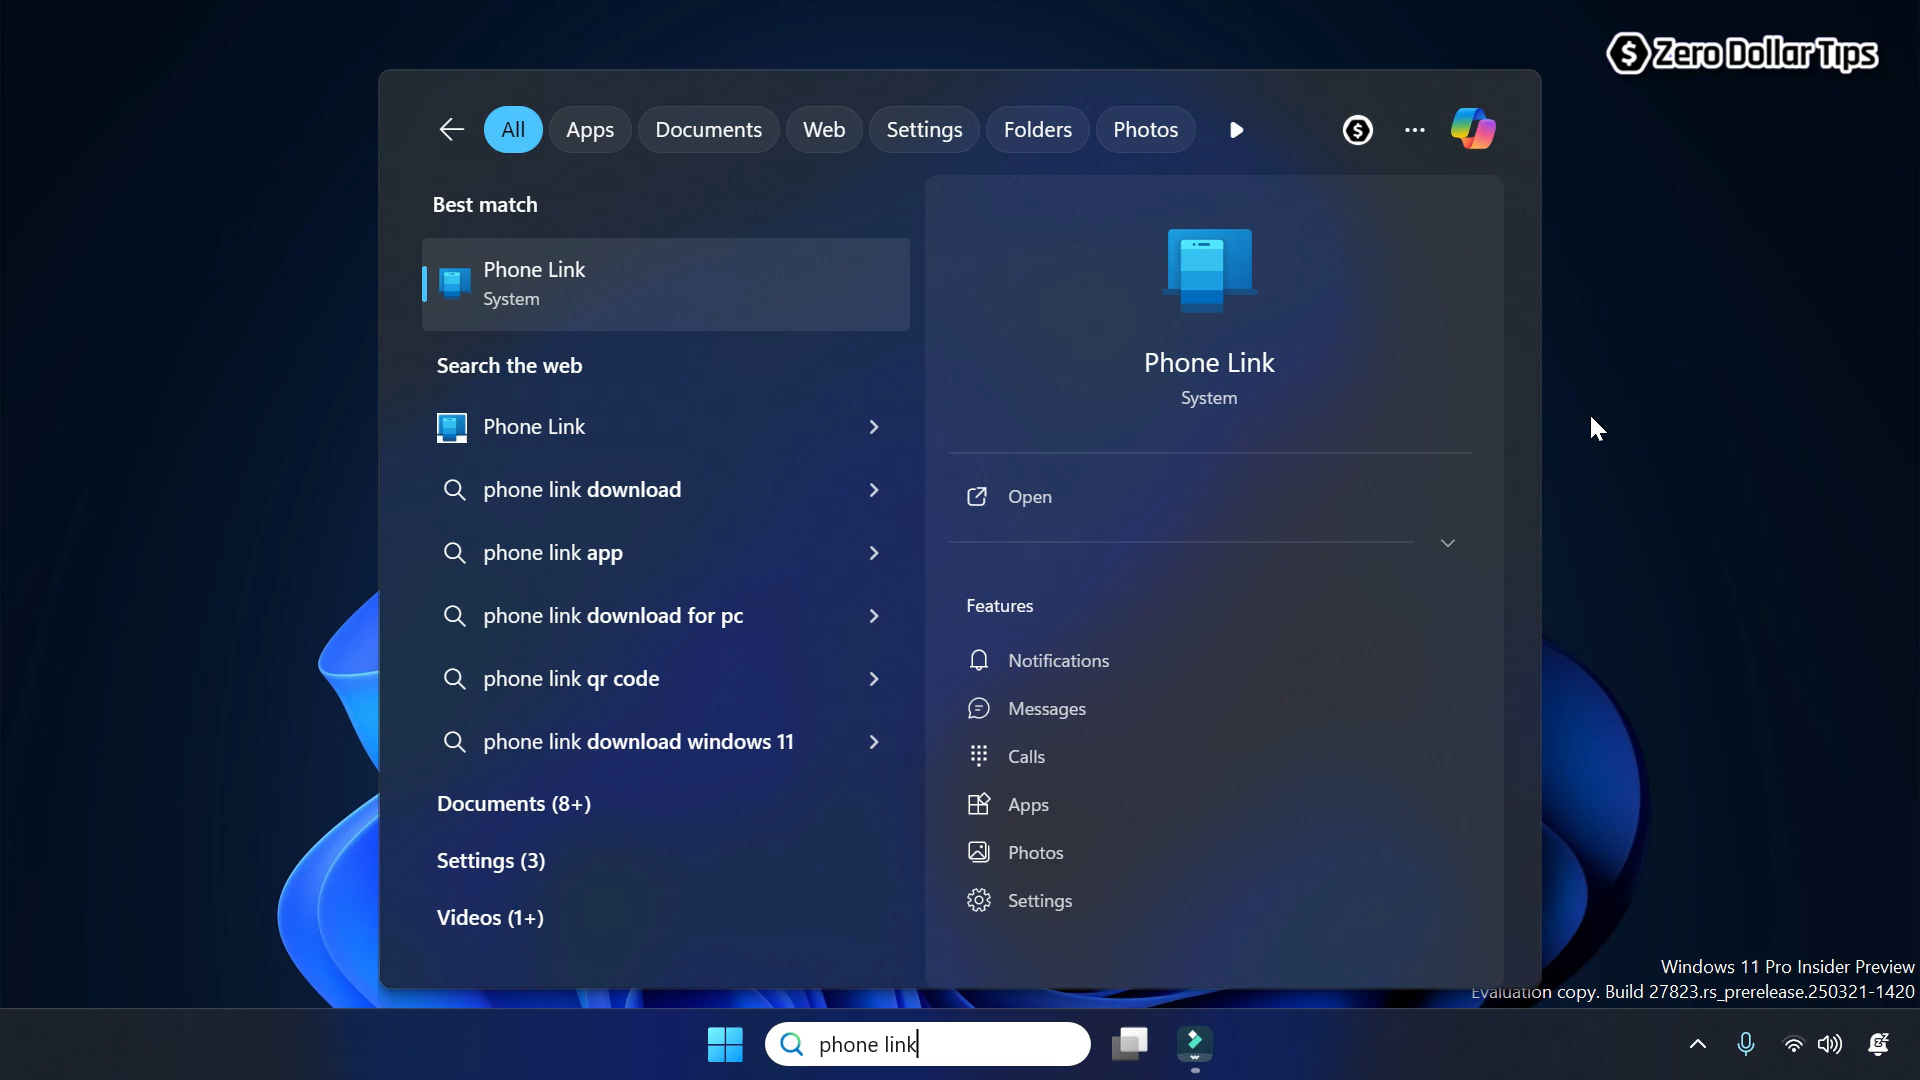 Zero Dollar Tips
All Apps Documents Web Settings Folders Photos
Best match
Phone Link
System
Search the web
Phone Link
phone link download
phone link app
phone link download for pc
phone link qr code
phone link download windows 11
Documents (8+)
Settings (3)
Videos (1+)
Phone Link
System
Open
Features
Notifications
Messages
Calls
Apps
Photos
Settings
Windows 11 Pro Insider Preview
Evaluation copy. Build 27823.rs_prerelease.250321-1420
phone link